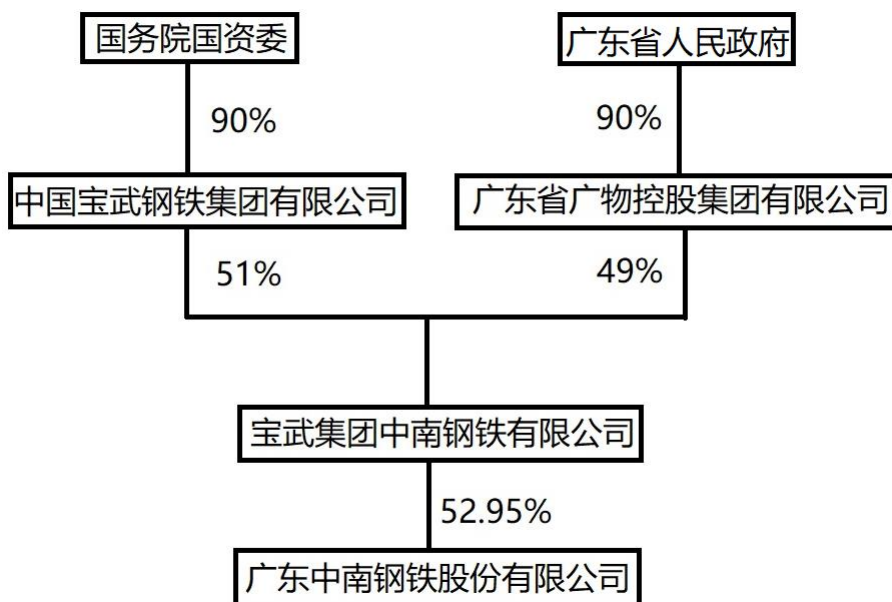 国务院国资委
广东省人民政府
90%
90%
中国宝武钢铁集团有限公司
广东省广物控股集团有限公司
51%
49%
宝武集团中南钢铁有限公司
52.95%
广东中南钢铁股份有限公司